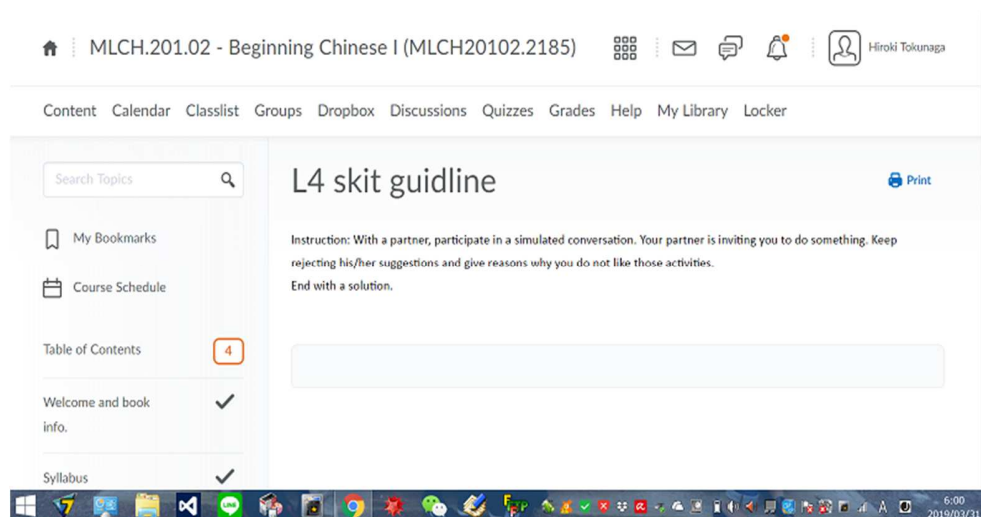 MLCH.201.02 - Beginning Chinese I (MLCH20102.2185)
Hiroki Tokunaga
Content Calendar Classlist Groups Dropbox Discussions Quizzes Grades Help My Library Locker
Search Topics
My Bookmarks
Course Schedule
Table of Contents
4
Welcome and book
info.
Syllabus
L4 skit guidline
Print
Instruction: With a partner, participate in a simulated conversation. Your partner is inviting you to do something. Keep
rejecting his/her suggestions and give reasons why you do not like those activities.
End with a solution.
LINE
FTP
A
6:00
2019/03/31